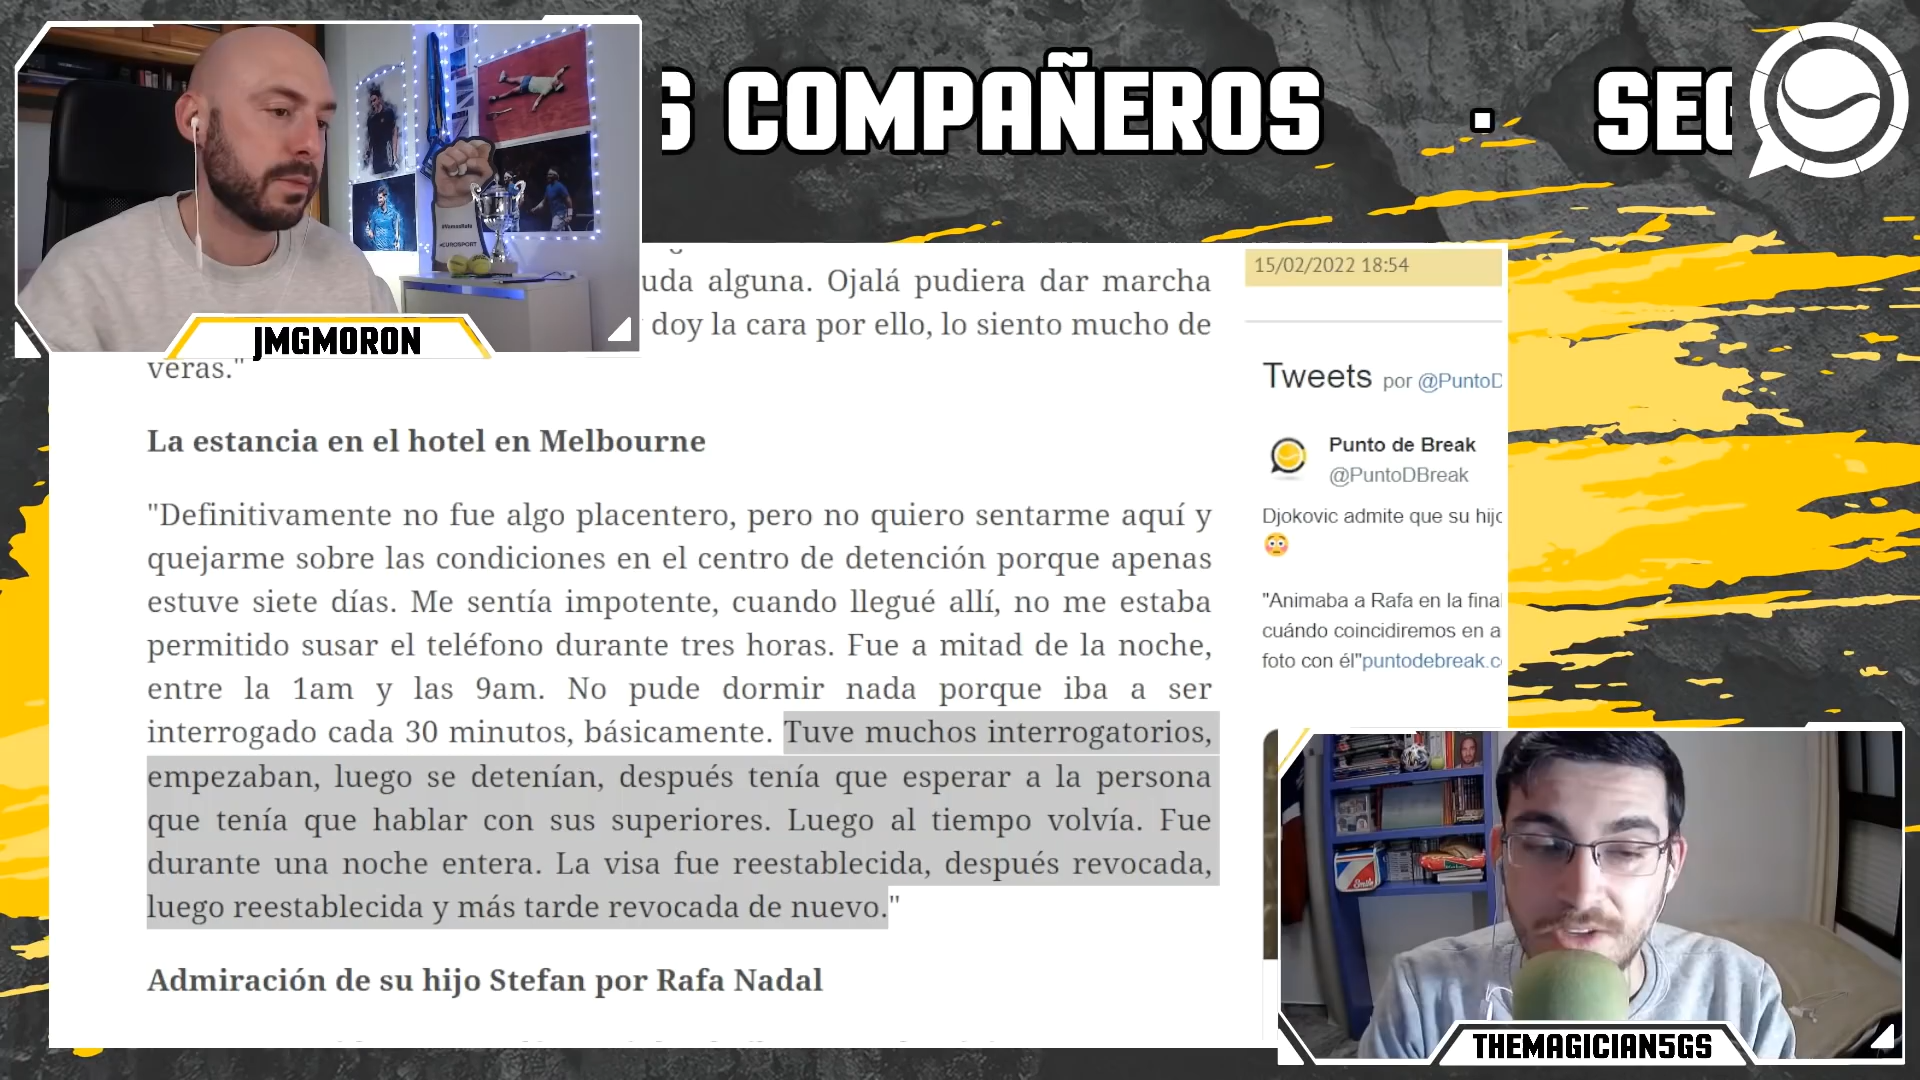 S COMPAÑEROS · SEG
#VamosRafa
#EUROSPORT
JMGMORON
uda alguna. Ojalá pudiera dar marcha
doy la cara por ello, lo siento mucho de
veras."
La estancia en el hotel en Melbourne
"Definitivamente no fue algo placentero, pero no quiero sentarme aquí y
quejarme sobre las condiciones en el centro de detención porque apenas
estuve siete días. Me sentía impotente, cuando llegué allí, no me estaba
permitido susar el teléfono durante tres horas. Fue a mitad de la noche,
entre la 1am y las 9am. No pude dormir nada porque iba a ser
interrogado cada 30 minutos, básicamente. Tuve muchos interrogatorios,
empezaban, luego se detenían, después tenía que esperar a la persona
que tenía que hablar con sus superiores. Luego al tiempo volvía. Fue
durante una noche entera. La visa fue reestablecida, después revocada,
luego reestablecida y más tarde revocada de nuevo."
Admiración de su hijo Stefan por Rafa Nadal
15/02/2022 18:54
Tweets por @PuntoD
Punto de Break
@PuntoDBreak
Djokovic admite que su hijo
"Animaba a Rafa en la final
cuándo coincidiremos en a
foto con él"puntodebreak.c
Smile
THEMAGICIAN5GS